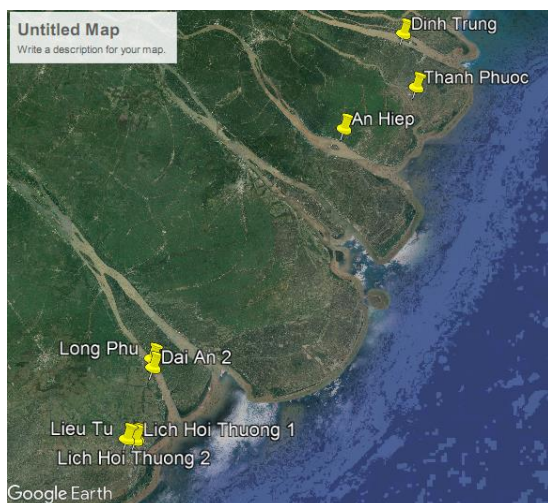 Untitled Map
Write a description for your map.
Dinh Trung
Thanh Phuoc
An Hiep
Long Phu
Dai An 2
Lieu Tu
Lich Hoi Thuong 1
Lich Hoi Thuong 2
Google Earth